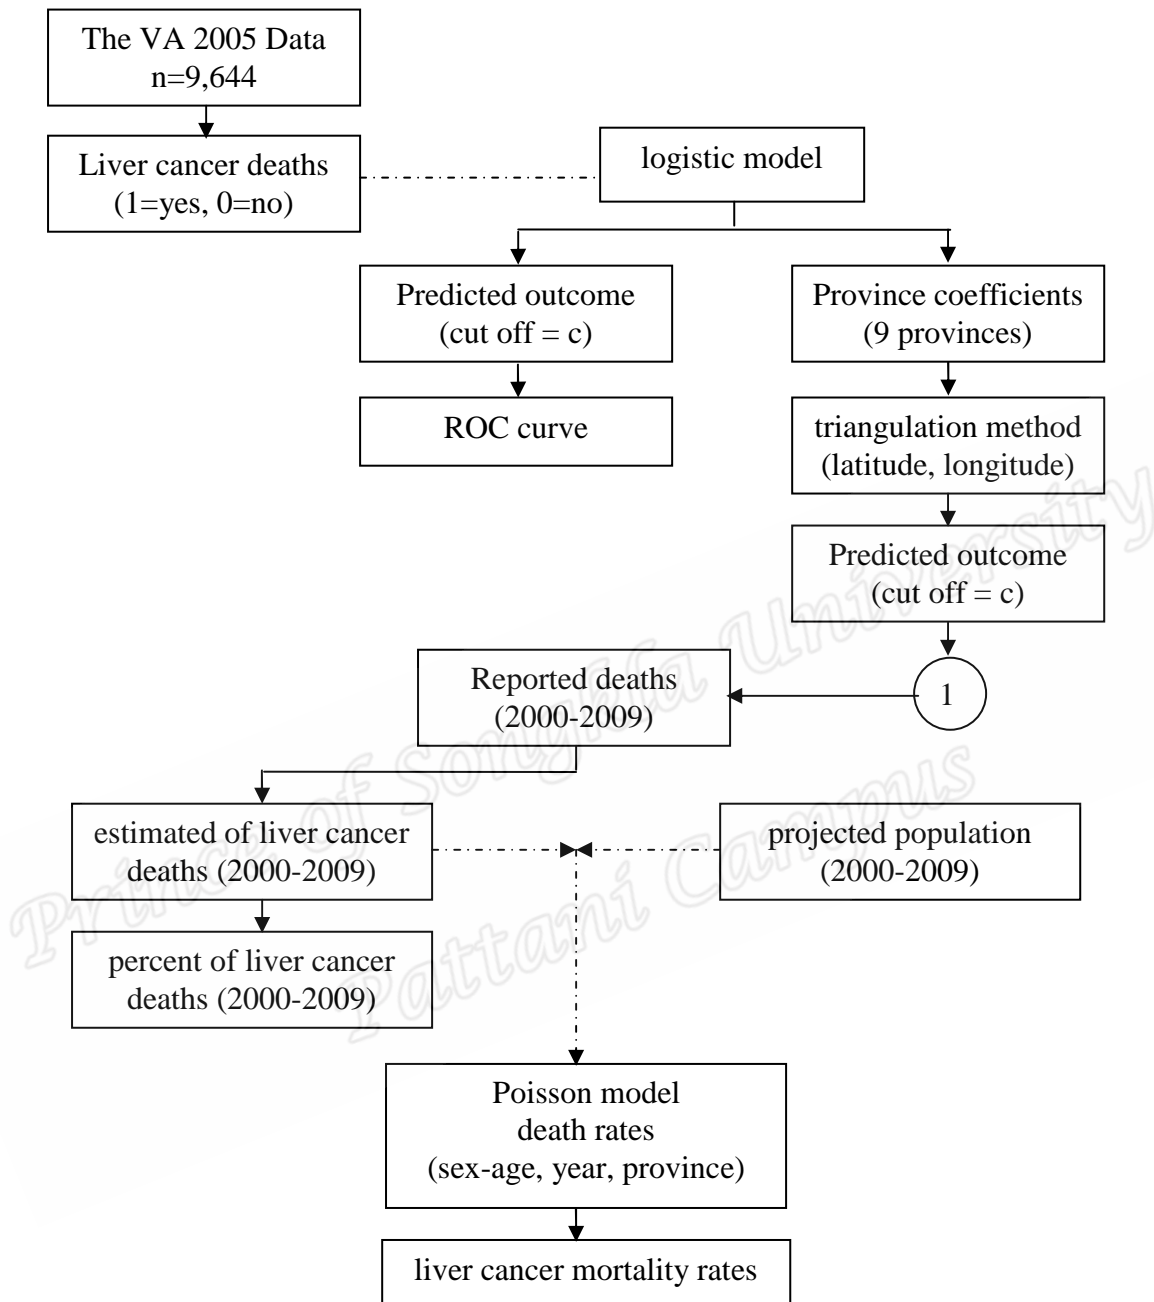 The VA 2005 Data
n=9,644
Liver cancer deaths
(1=yes, 0=no)
logistic model
Predicted outcome
(cut off = c)
Province coefficients
(9 provinces)
ROC curve
triangulation method
(latitude, longitude)
Predicted outcome
(cut off = c)
Reported deaths
(2000-2009)
1
estimated of liver cancer
deaths (2000-2009)
projected population
(2000-2009)
percent of liver cancer
deaths (2000-2009)
Poisson model
death rates
(sex-age, year, province)
liver cancer mortality rates
Prince of Songkla University
Pattani Campus